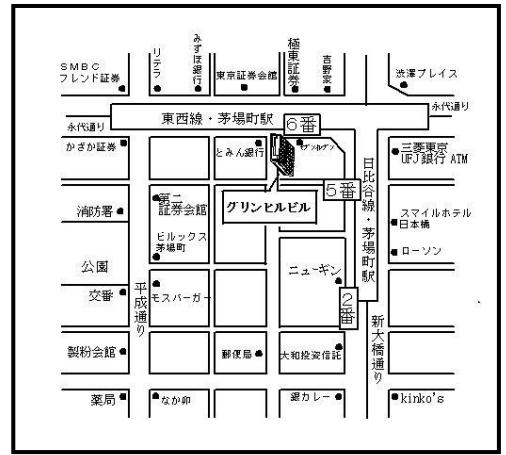 SMBC
フレンド証券
リテラ
みずほ銀行
東京証券会館
極東証券
吉野家
渋澤プレイス
永代通り
永代通り
東西線・茅場町駅
6番
かざか証券
とみん銀行
三菱東京
UFJ銀行 ATM
5番
日比谷線・茅場町駅
消防署
第二
証券会館
グリンヒルビル
スマイルホテル
日本橋
ビルックス
茅場町
ローソン
公園
ニューギン
交番
平成通り
モスバーガー
2番
新大橋通り
製粉会館
郵便局
大和投資信託
薬局
なか卯
銀カレー
kinko's